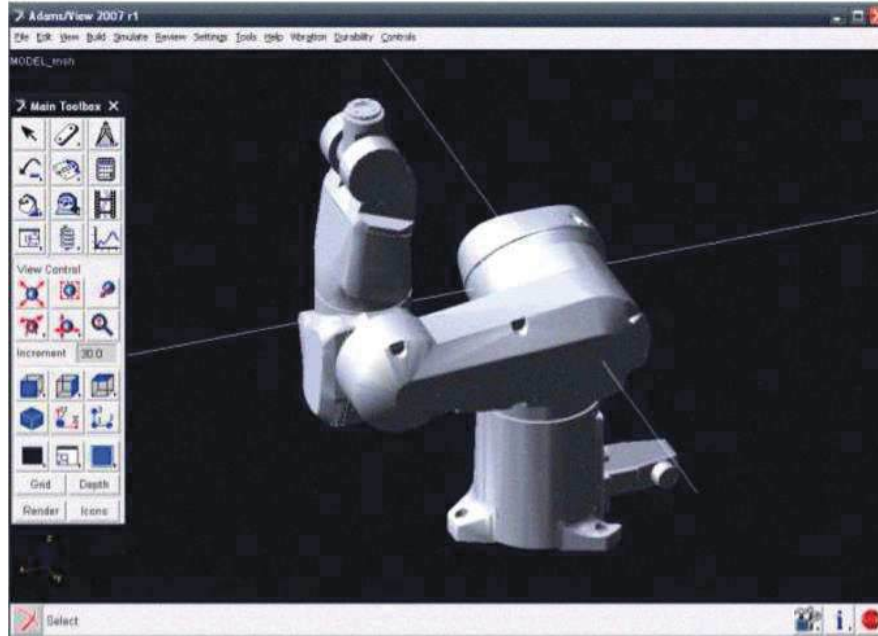 Adams/View 2007 r1
File Edit View Build Simulate Review Settings Tools Help Vibration Durability Controls
MODEL_msh
Main Toolbox
View Control
Increment 30.0
Grid Depth
Render Icons
Select